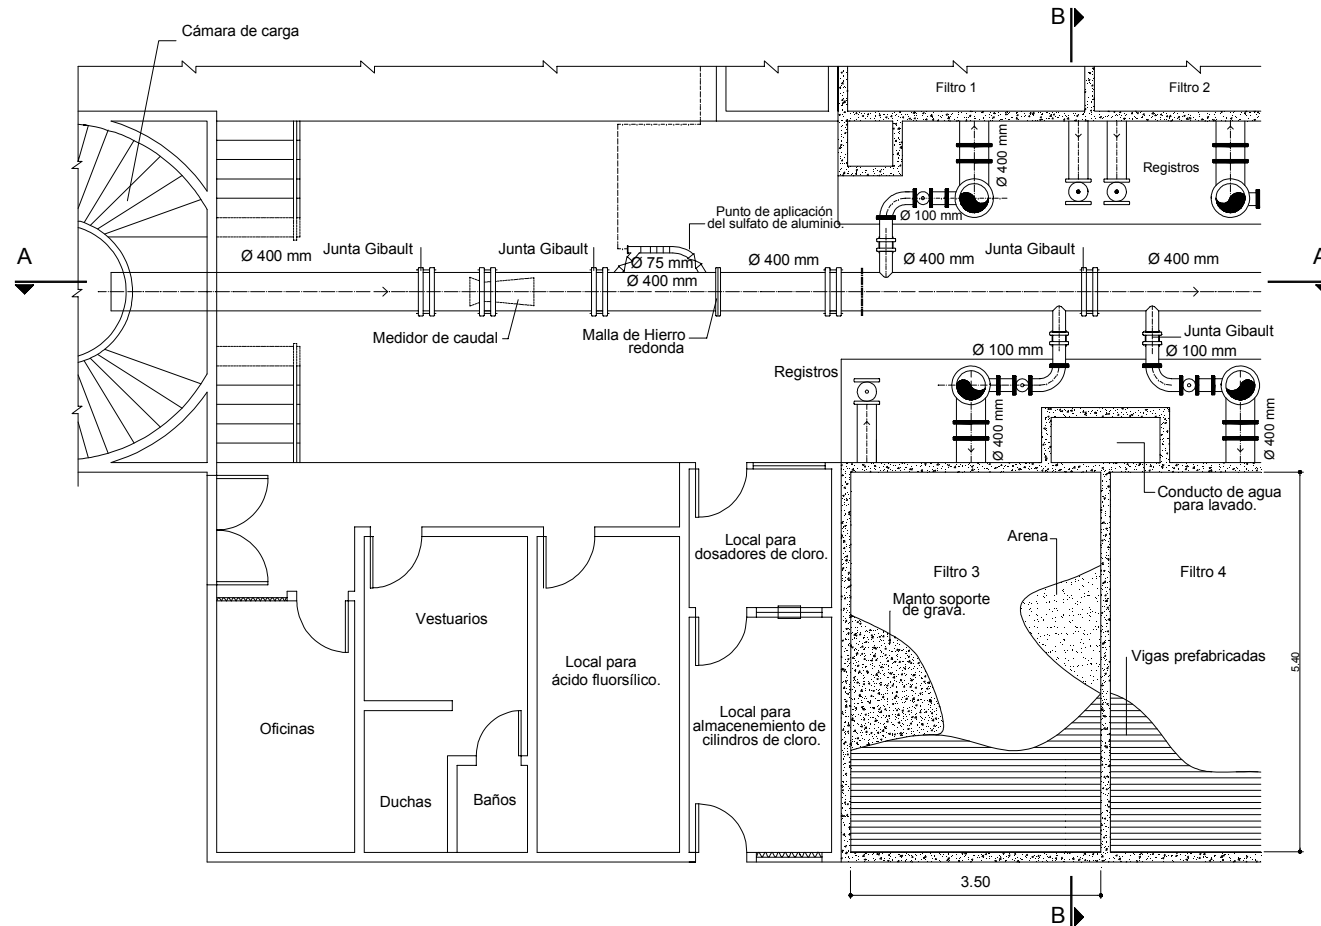 B
Cámara de carga
Filtro 1
Filtro 2
Ø 400 mm
Registros
Punto de aplicación
del sulfato de aluminio.
Ø 100 mm
A
Ø 400 mm
Junta Gibault
Junta Gibault
Ø 75 mm
Ø 400 mm
Ø 400 mm
Ø 400 mm
Junta Gibault
Ø 400 mm
A
Medidor de caudal
Malla de Hierro
redonda
Junta Gibault
Ø 100 mm
Ø 100 mm
Registros
Ø 400 mm
Ø 400 mm
Conducto de agua
para lavado.
Arena
Local para
dosadores de cloro.
Filtro 3
Filtro 4
Manto soporte
de grava.
Vestuarios
Vigas prefabricadas
5.40
Local para
ácido fluorsílico.
Oficinas
Local para
almacenemiento de
cilindros de cloro.
Duchas
Baños
3.50
B